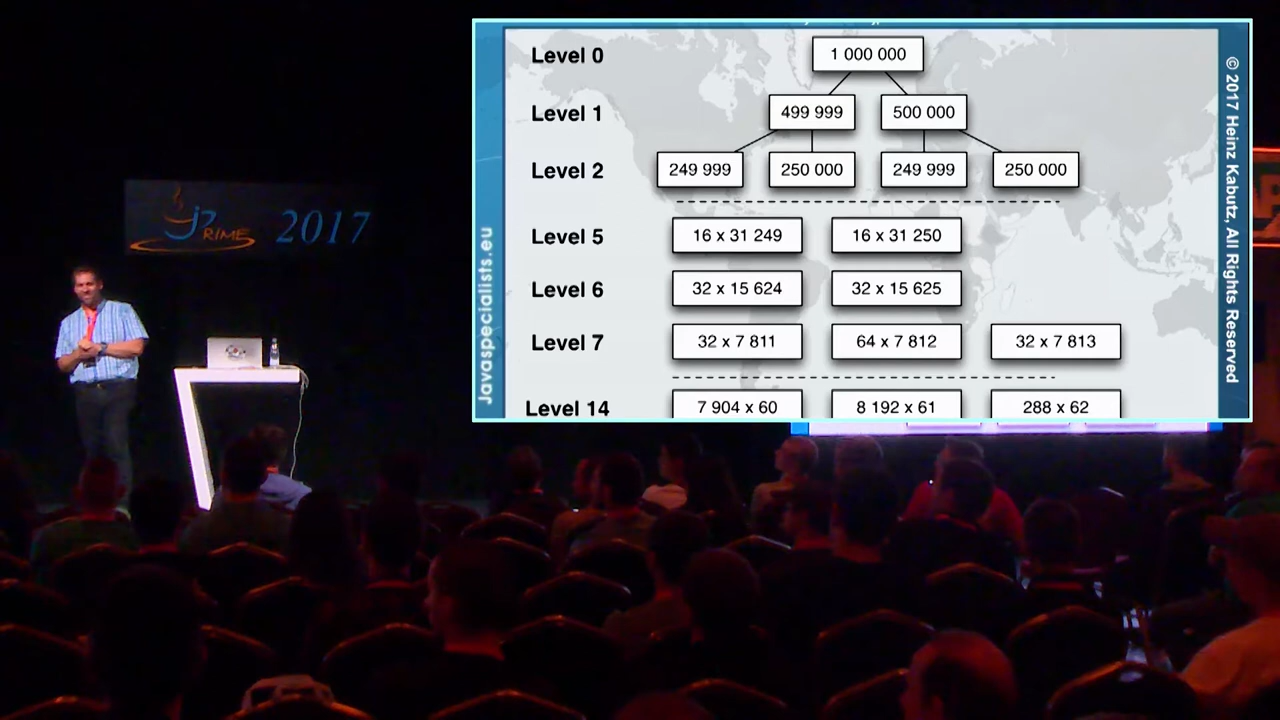 Level 0
1 000 000
Level 1
499 999
500 000
Level 2
249 999
250 000
249 999
250 000
Level 5
16 x 31 249
16 x 31 250
Level 6
32 x 15 624
32 x 15 625
Level 7
32 x 7 811
64 x 7 812
32 x 7 813
Level 14
7 904 x 60
8 192 x 61
288 x 62
Javaspecialists.eu
© 2017 Heinz Kabutz, All Rights Reserved
jPRIME 2017